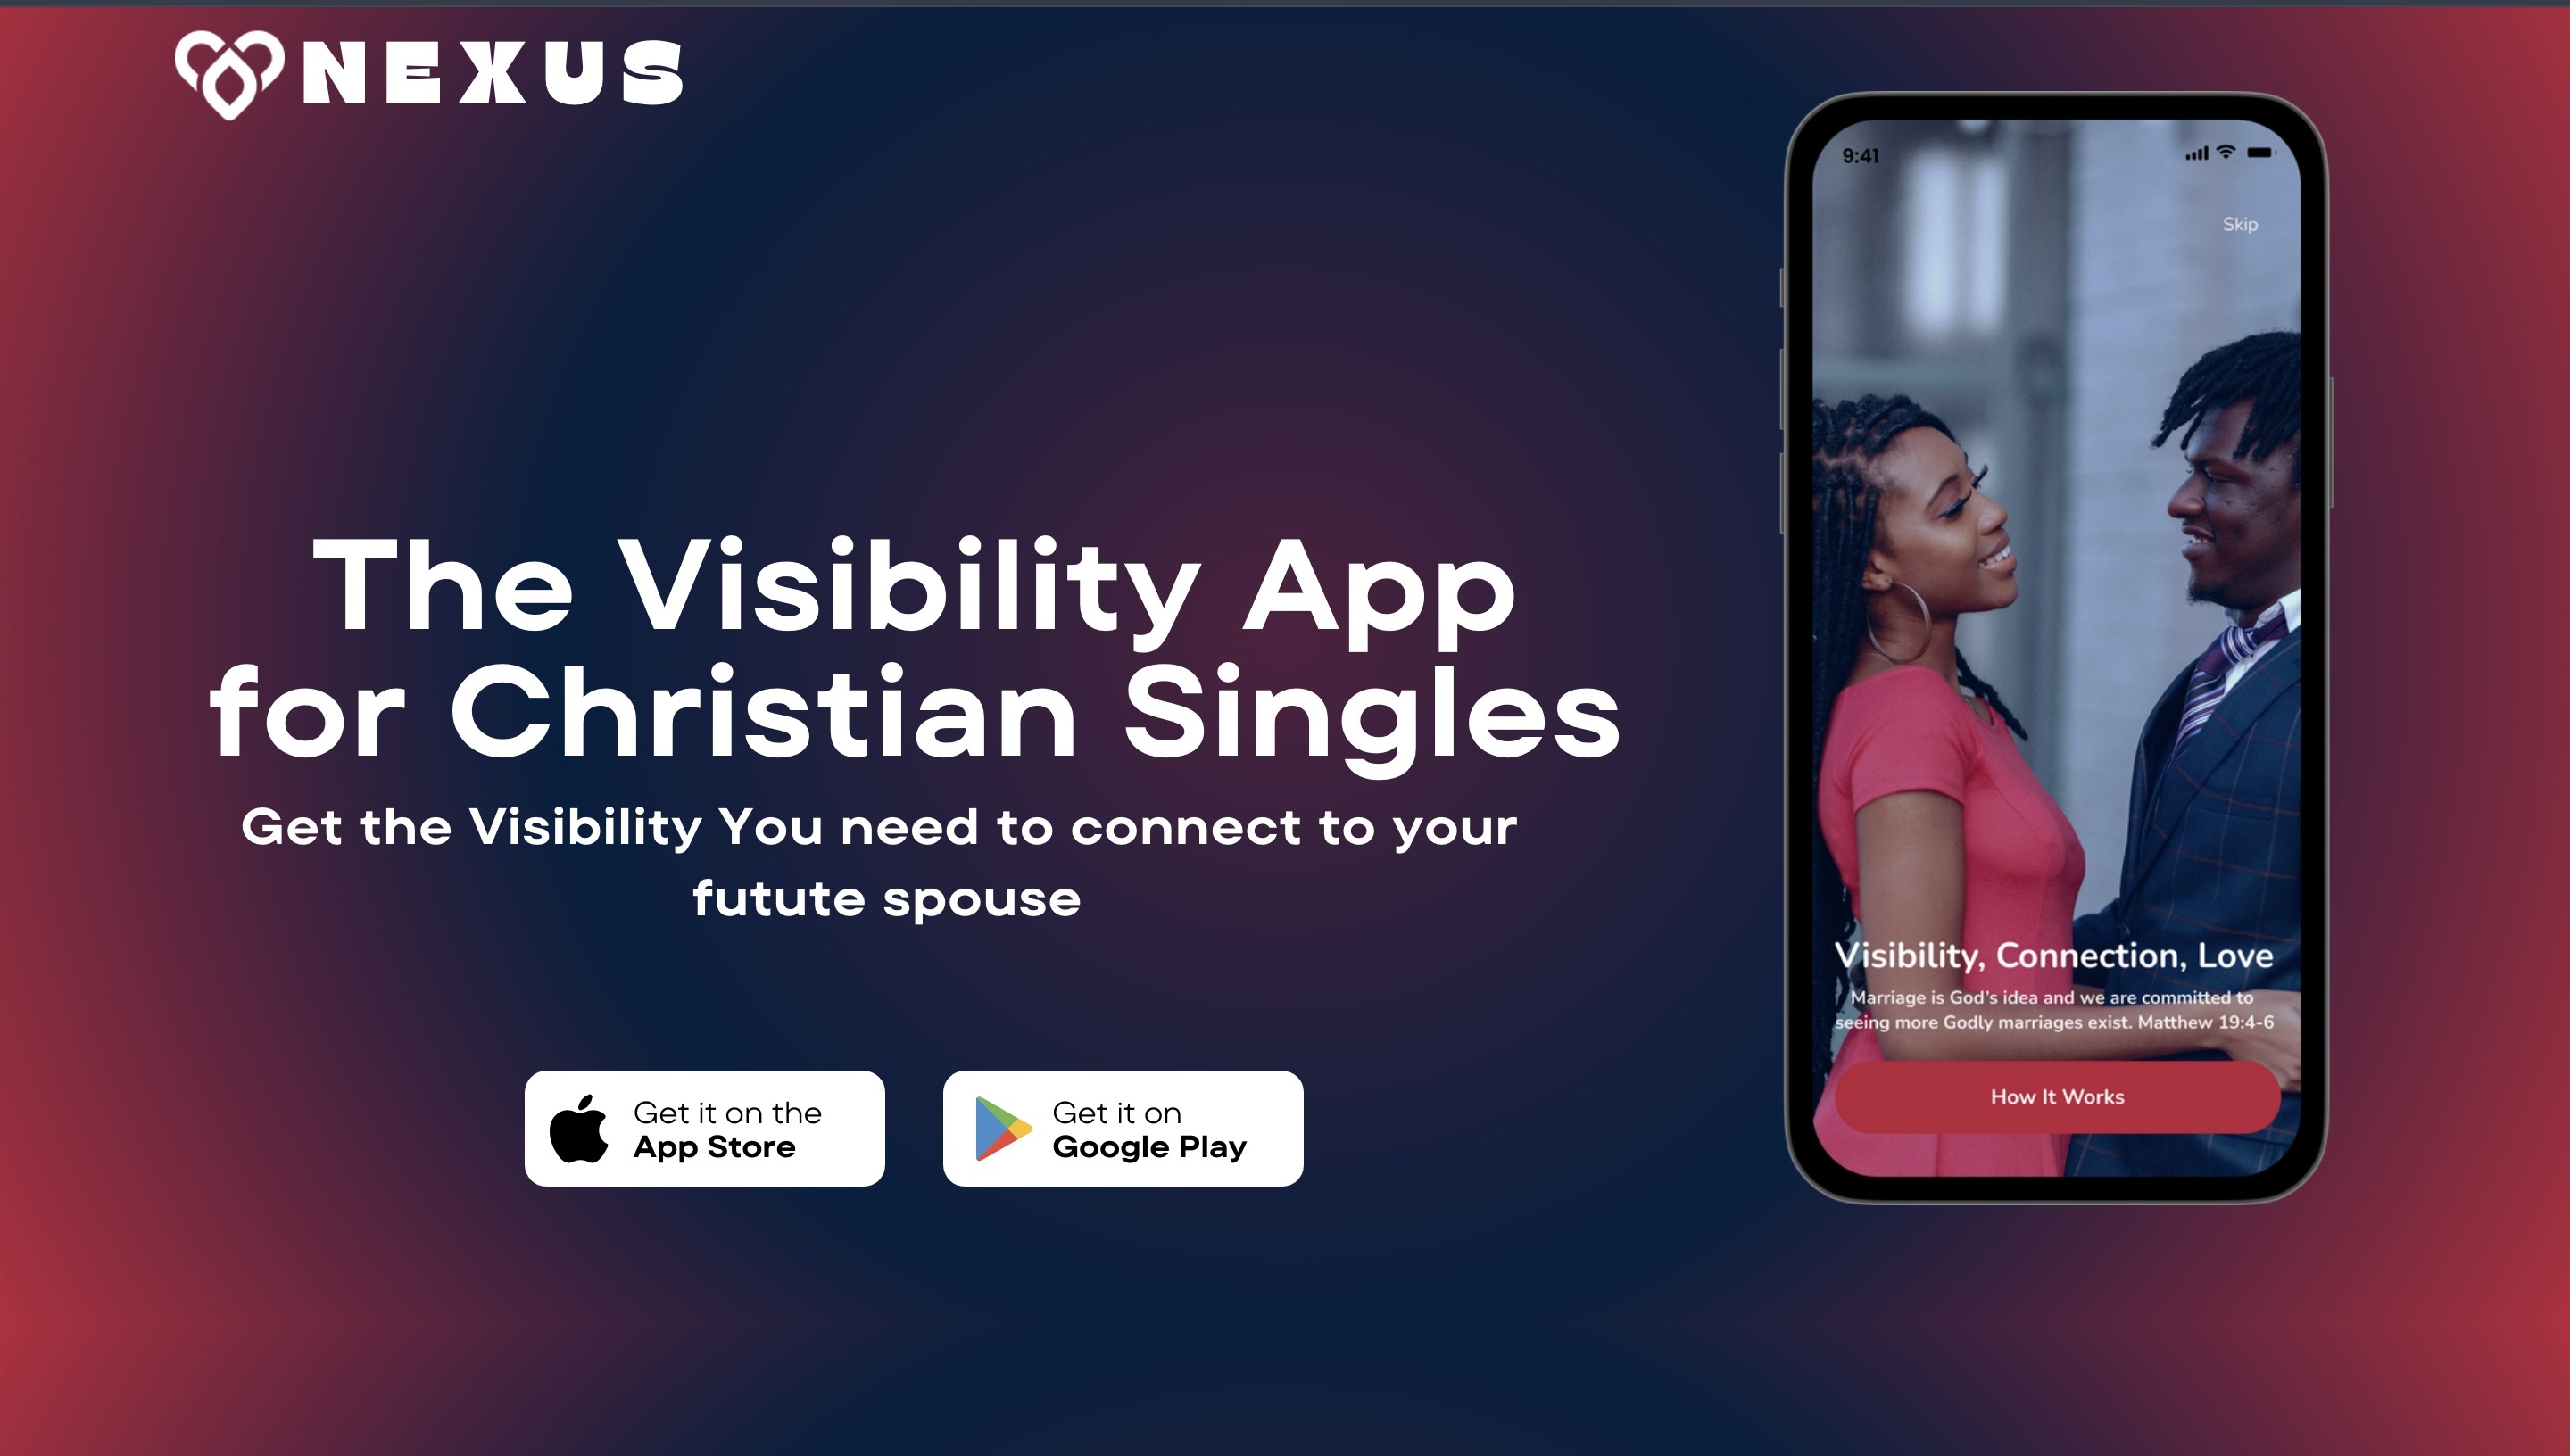 NEXUS
The Visibility App
for Christian Singles
Get the Visibility You need to connect to your
futute spouse
Get it on the
App Store
Get it on
Google Play
9:41
Skip
Visibility, Connection, Love
Marriage is God's idea and we are committed to
seeing more Godly marriages exist. Matthew 19:4-6
How It Works